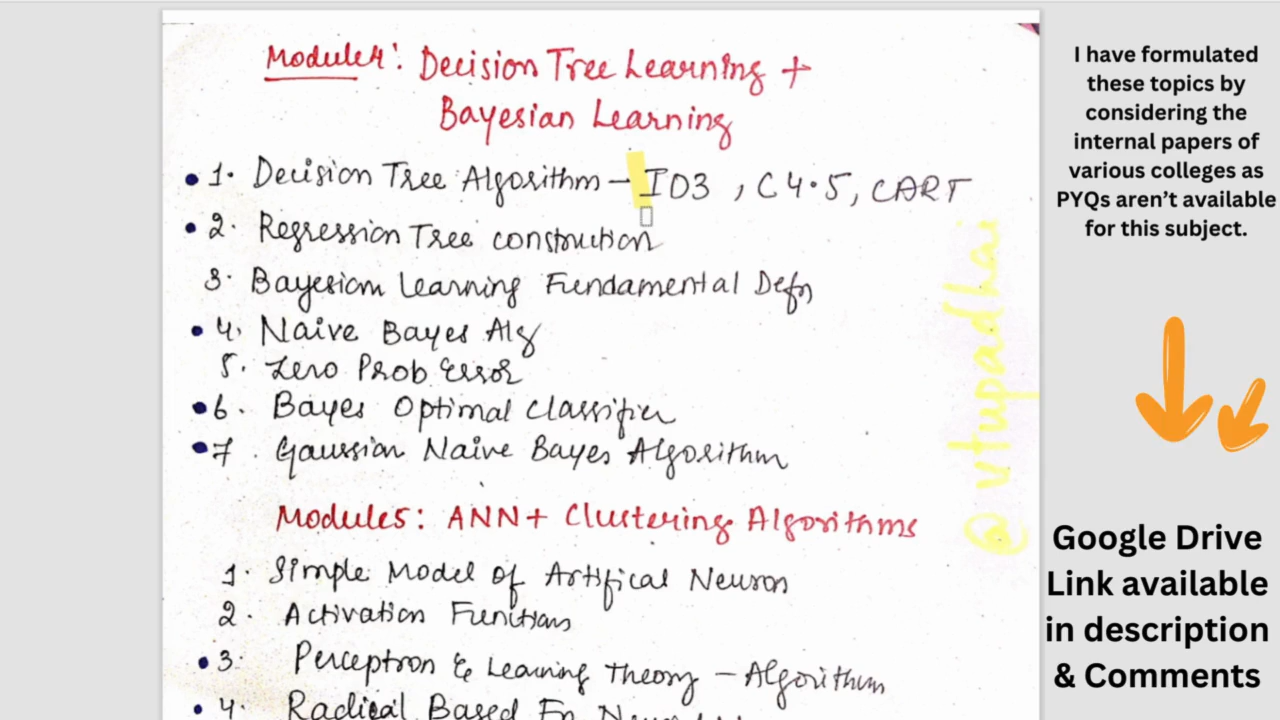 Module4: Decision Tree Learning +
Bayesian Learning
• 1. Decision Tree Algorithm – ID3 , C4.5, CART
• 2. Regression Tree construction
3. Bayesian Learning Fundamental Defn
• 4. Naive Bayes Alg
5. Zero Prob Error
• 6. Bayes Optimal Classifier
• 7. Gaussian Naive Bayes Algorithm
Module5: ANN + Clustering Algorithms
1. Simple Model of Artifical Neuron
2. Activation Functions
• 3. Perceptron & Learning Theory – Algorithm
• 4. Radical Based Fn
@vtupadhai
I have formulated
these topics by
considering the
internal papers of
various colleges as
PYQs aren't available
for this subject.
Google Drive
Link available
in description
& Comments